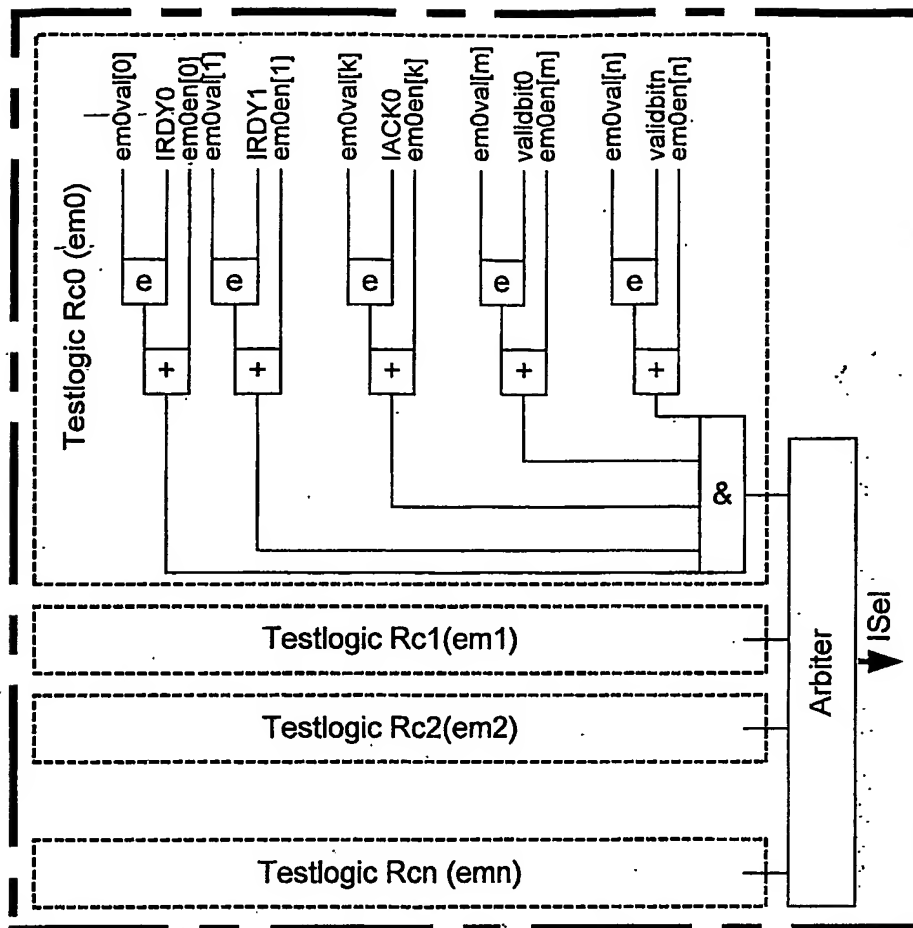 Testlogic Rc0 (em0)
em0val[0]
IRDY0
em0en[0]
em0val[1]
IRDY1
em0en[1]
em0val[k]
IACK0
em0en[k]
em0val[m]
validbit0
em0en[m]
em0val[n]
validbitn
em0en[n]
e
e
e
e
e
+
+
+
+
+
&
Testlogic Rc1(em1)
Testlogic Rc2(em2)
Testlogic Rcn (emn)
Arbiter
ISel